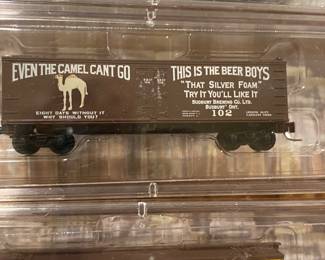 EVEN THE CAMEL CAN'T GO
EIGHT DAYS WITHOUT IT
WHY SHOULD YOU?
THIS IS THE BEER BOYS
"THAT SILVER FOAM"
TRY IT YOU'LL LIKE IT
SUDBURY BREWING CO. LTD.
SUDBURY ONT.
102